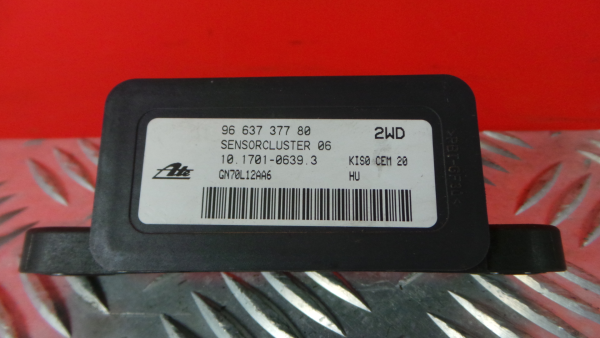 96 637 377 80 2WD
SENSORCLUSTER 06
10.1701-0639.3 KIS0 CEM 20
Ate GN70L12AA6 HU